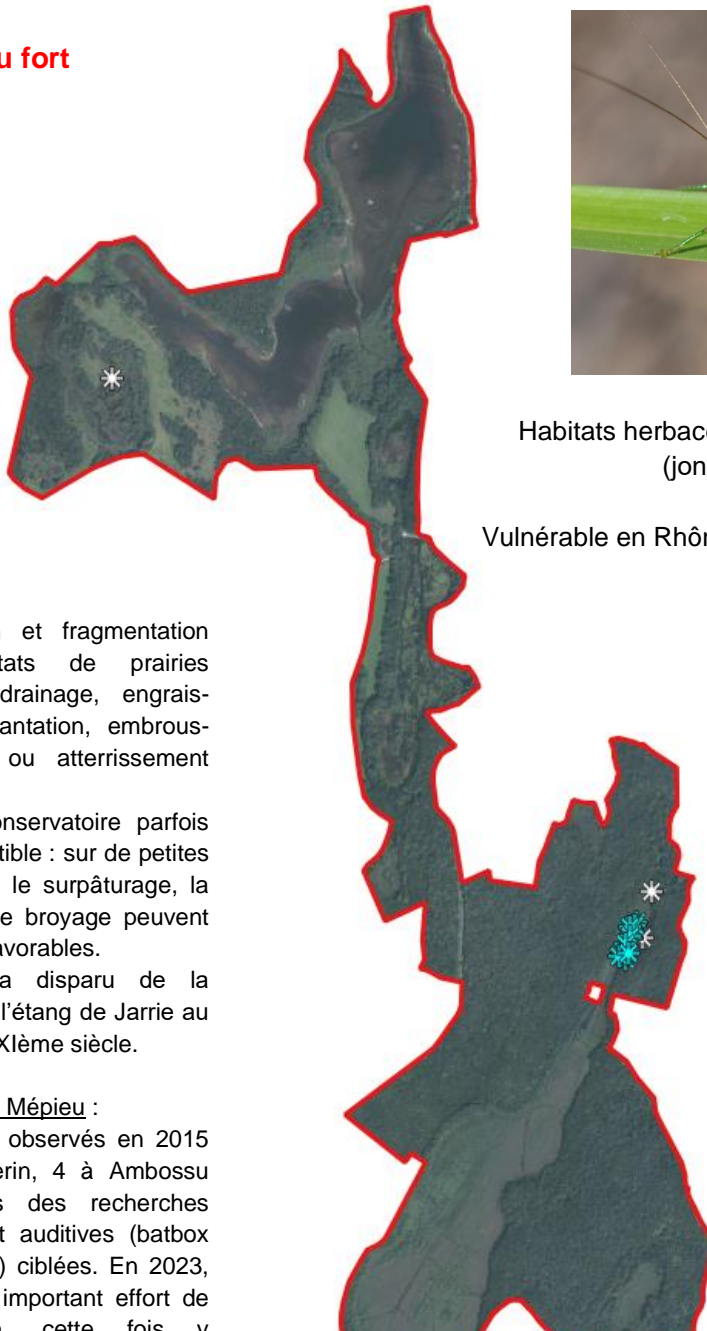 u fort
Habitats herbacé
(jon
Vulnérable en Rhôn
et fragmentation
tats de prairies
drainage, engrais-
antation, embrous-
ou atterrissement
onservatoire parfois
tible : sur de petites
le surpâturage, la
e broyage peuvent
avorables.
a disparu de la
l’étang de Jarrie au
XIème siècle.
Mépieu :
observés en 2015
erin, 4 à Ambossu
s des recherches
t auditives (batbox
) ciblées. En 2023,
important effort de
cette fois y